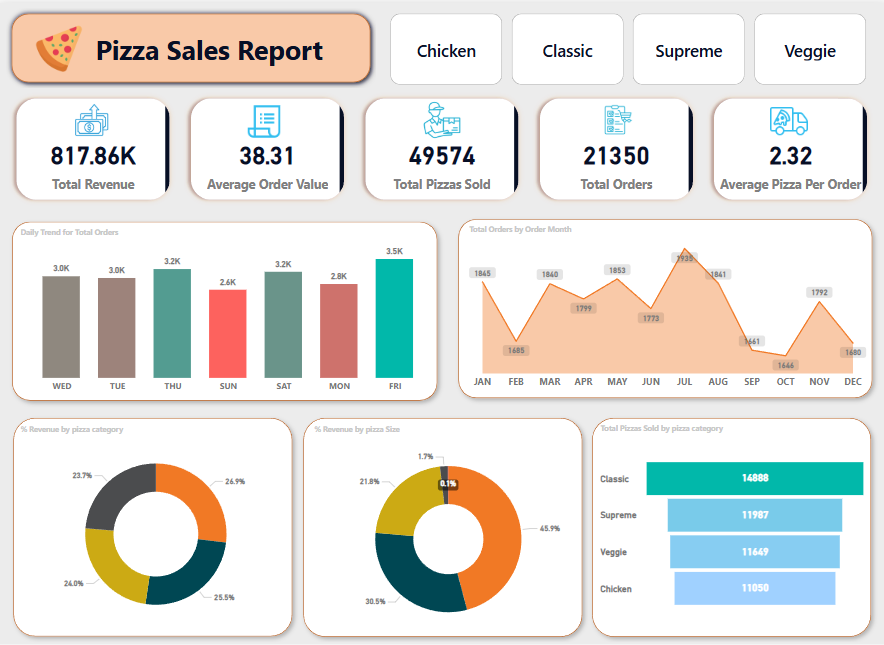 Pizza Sales Report
Chicken
Classic
Supreme
Veggie
817.86K
Total Revenue
38.31
Average Order Value
49574
Total Pizzas Sold
21350
Total Orders
2.32
Average Pizza Per Order
Daily Trend for Total Orders
3.0K
3.0K
3.2K
2.6K
3.2K
2.8K
3.5K
WED
TUE
THU
SUN
SAT
MON
FRI
Total Orders by Order Month
1845
1685
1840
1799
1853
1773
1935
1841
1661
1646
1792
1680
JAN
FEB
MAR
APR
MAY
JUN
JUL
AUG
SEP
OCT
NOV
DEC
% Revenue by pizza category
23.7%
26.9%
24.0%
25.5%
% Revenue by pizza Size
1.7%
21.8%
0.1%
45.9%
30.5%
Total Pizzas Sold by pizza category
Classic
14888
Supreme
11987
Veggie
11649
Chicken
11050